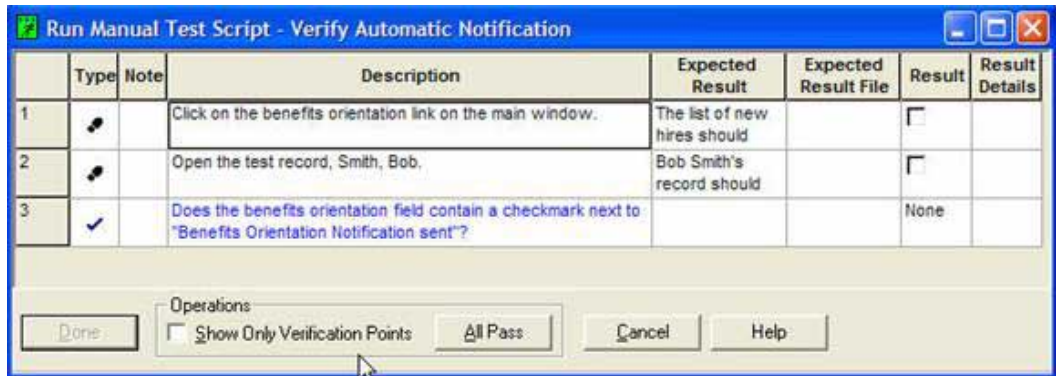 Run Manual Test Script - Verify Automatic Notification
Type Note Description Expected Result Expected Result File Result Result Details
1 Click on the benefits orientation link on the main window. The list of new
hires should
2 Open the test record, Smith, Bob. Bob Smith's
record should
3 Does the benefits orientation field contain a checkmark next to None
"Benefits Orientation Notification sent"?
Operations
Done Show Only Verification Points All Pass Cancel Help